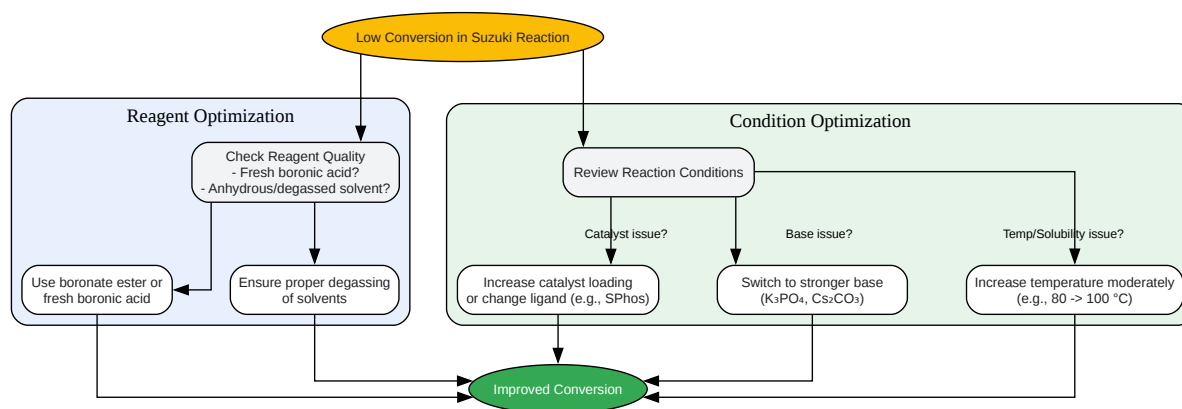 Low Conversion in Suzuki Reaction
Reagent Optimization
Check Reagent Quality
- Fresh boronic acid?
- Anhydrous/degassed solvent?
Use boronate ester or
fresh boronic acid
Ensure proper degassing
of solvents
Condition Optimization
Review Reaction Conditions
Catalyst issue?
Base issue?
Temp/Solubility issue?
Increase catalyst loading
or change ligand (e.g., SPhos)
Switch to stronger base
(K₃PO₄, Cs₂CO₃)
Increase temperature moderately
(e.g., 80 -> 100 °C)
Improved Conversion